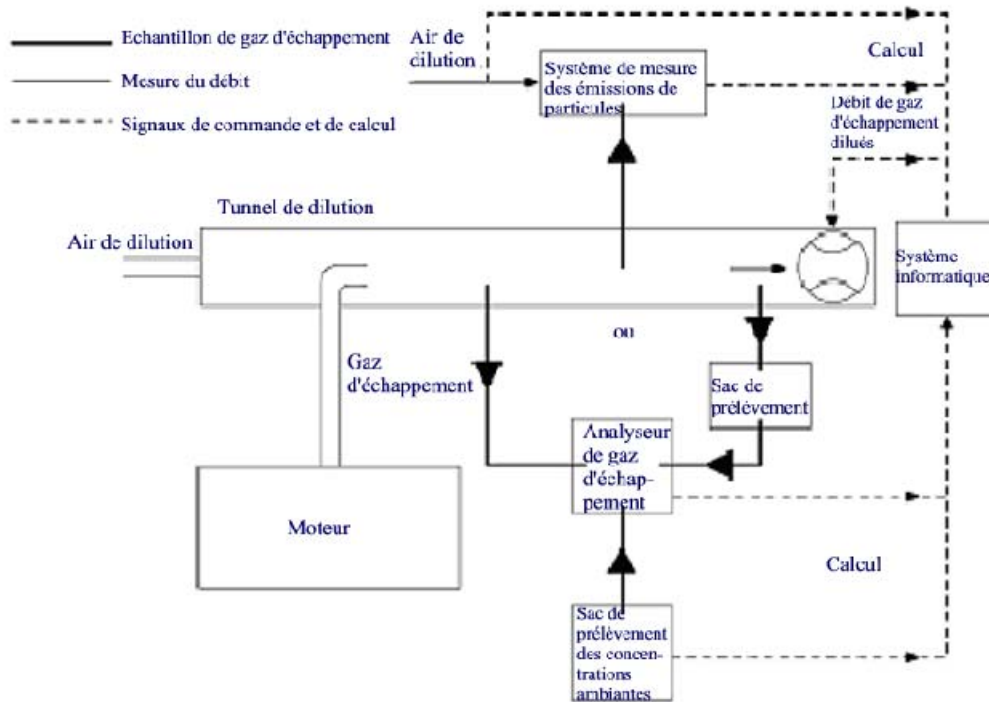 Echantillon de gaz d'échappement
Mesure du débit
Signaux de commande et de calcul
Air de
dilution
Système de mesure
des émissions de
particules
Calcul
Débit de gaz
d'échappement
dilués
Tunnel de dilution
Air de dilution
Système
informatique
ou
Gaz
d'échappement
Sac de
prélèvement
Analyseur
de gaz
d'échap-
pement
Moteur
Calcul
Sac de
prélèvement
des concen-
trations
ambiantes